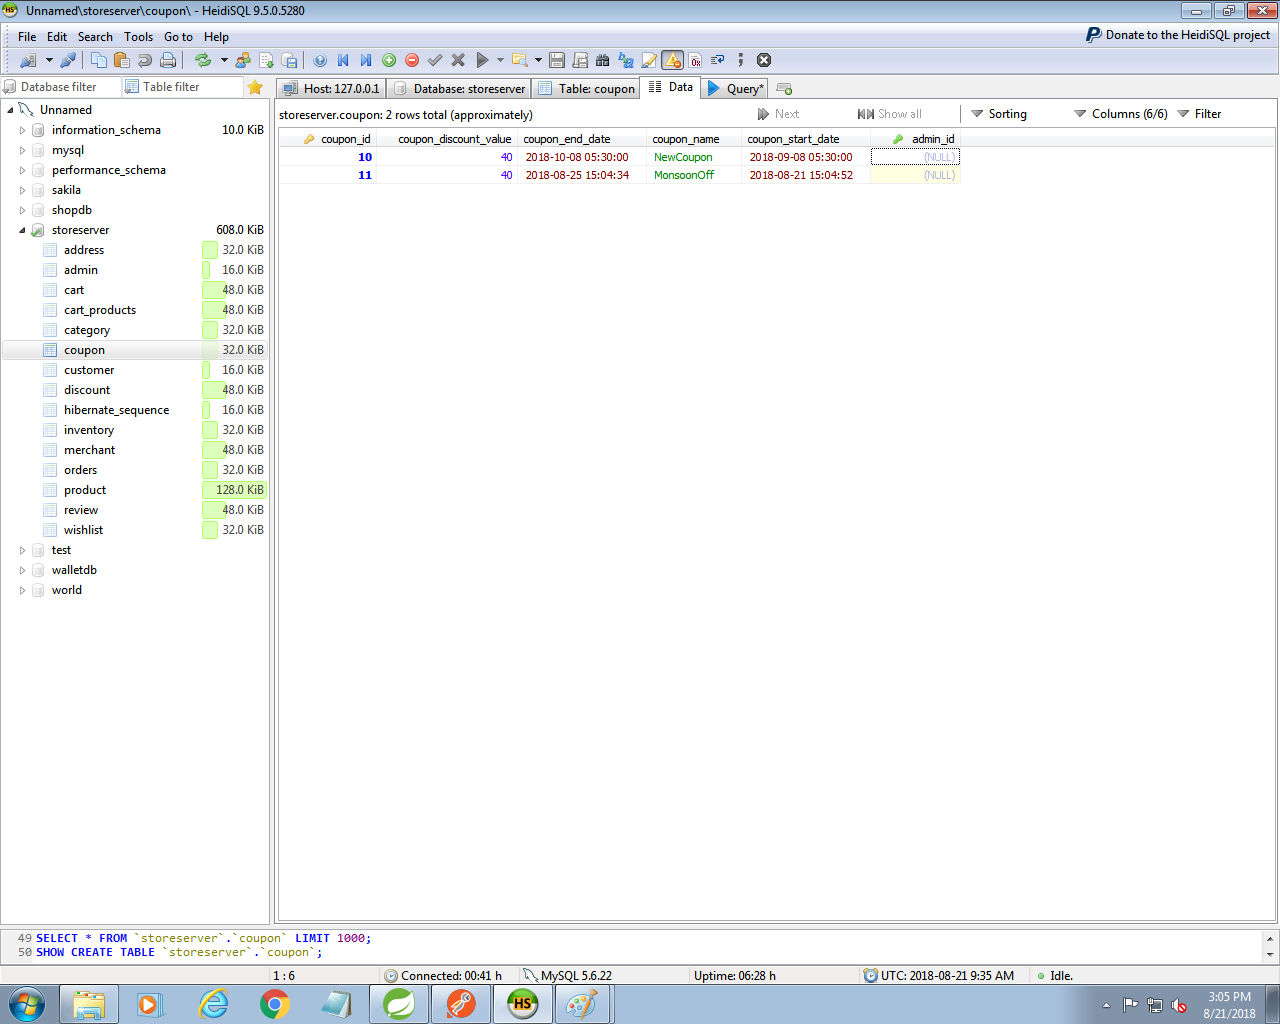 Unnamed\storeserver\coupon\ - HeidiSQL 9.5.0.5280
File Edit Search Tools Go to Help
Donate to the HeidiSQL project
Database filter Table filter
Host: 127.0.0.1 Database: storeserver Table: coupon Data Query*
storeserver.coupon: 2 rows total (approximately) Next Show all Sorting Columns (6/6) Filter
coupon_id coupon_discount_value coupon_end_date coupon_name coupon_start_date admin_id
10 40 2018-10-08 05:30:00 NewCoupon 2018-09-08 05:30:00 (NULL)
11 40 2018-08-25 15:04:34 MonsoonOff 2018-08-21 15:04:52 (NULL)
Unnamed
information_schema 10.0 KiB
mysql
performance_schema
sakila
shopdb
storeserver 608.0 KiB
address 32.0 KiB
admin 16.0 KiB
cart 48.0 KiB
cart_products 48.0 KiB
category 32.0 KiB
coupon 32.0 KiB
customer 16.0 KiB
discount 48.0 KiB
hibernate_sequence 16.0 KiB
inventory 32.0 KiB
merchant 48.0 KiB
orders 32.0 KiB
product 128.0 KiB
review 48.0 KiB
wishlist 32.0 KiB
test
walletdb
world
49 SELECT * FROM `storeserver`.`coupon` LIMIT 1000;
50 SHOW CREATE TABLE `storeserver`.`coupon`;
1 : 6 Connected: 00:41 h MySQL 5.6.22 Uptime: 06:28 h UTC: 2018-08-21 9:35 AM Idle.
HS
3:05 PM
8/21/2018